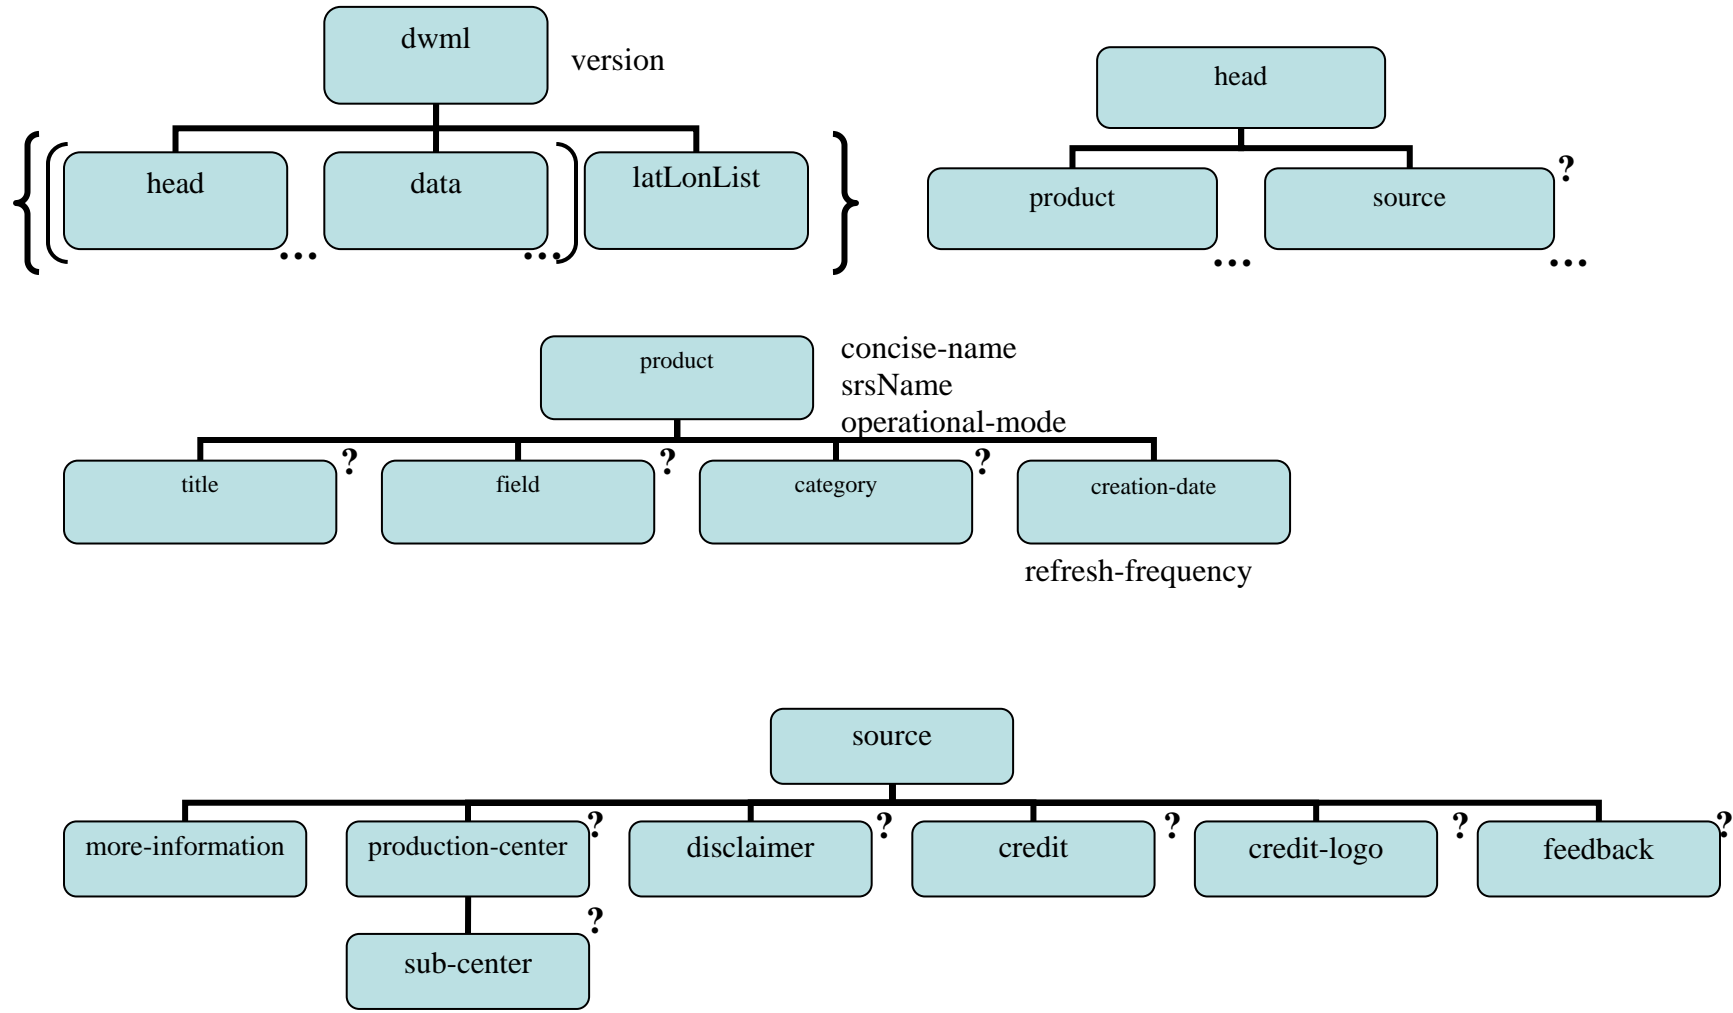 dwml
version
head
data
latLonList
{ ( ) }
... ...
head
product
source
?
... ...
product
concise-name
srsName
operational-mode
? ? ?
title
field
category
creation-date
refresh-frequency
source
? ? ? ? ?
more-information
production-center
disclaimer
credit
credit-logo
feedback
?
sub-center